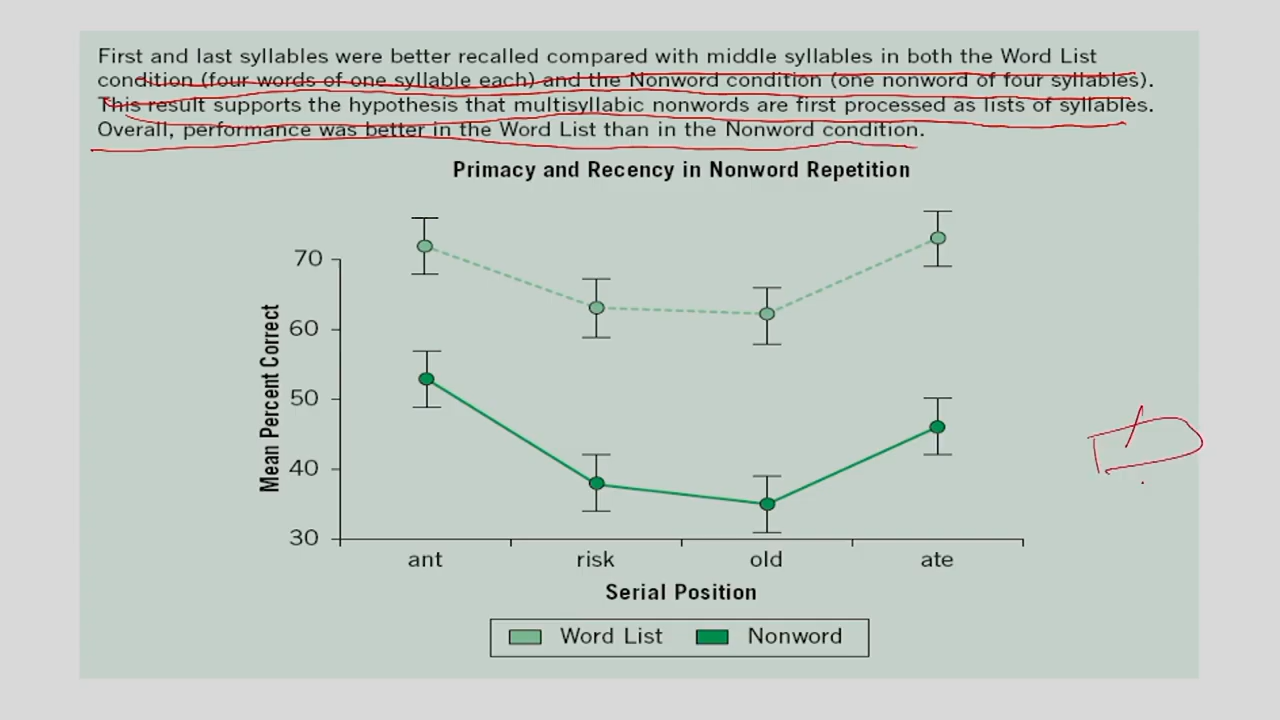 First and last syllables were better recalled compared with middle syllables in both the Word List
condition (four words of one syllable each) and the Nonword condition (one nonword of four syllables).
This result supports the hypothesis that multisyllabic nonwords are first processed as lists of syllables.
Overall, performance was better in the Word List than in the Nonword condition.
Primacy and Recency in Nonword Repetition
Mean Percent Correct
70
60
50
40
30
ant risk old ate
Serial Position
Word List Nonword